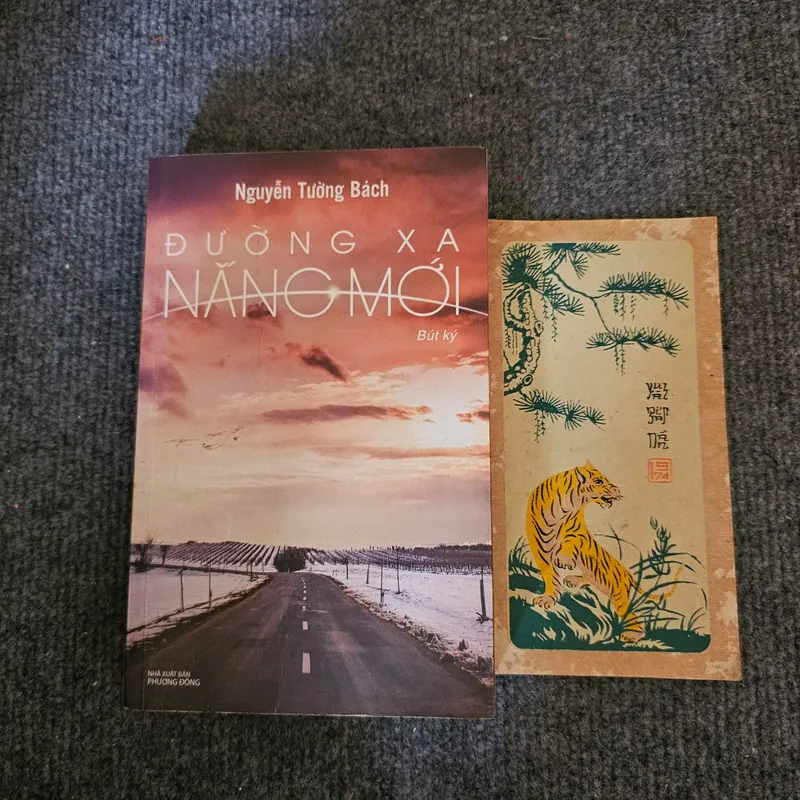 Nguyễn Tường Bách
ĐƯỜNG XA
NẮNG MỚI
Bút ký
NHÀ XUẤT BẢN
PHƯƠNG ĐÔNG